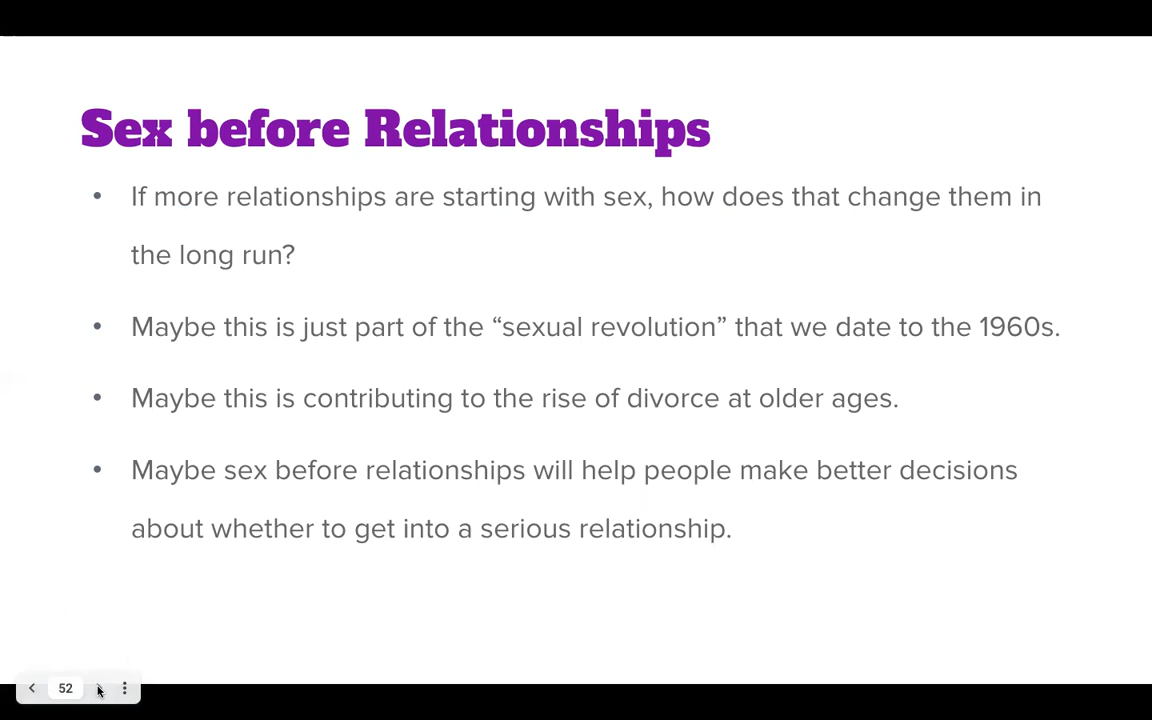 Sex before Relationships
• If more relationships are starting with sex, how does that change them in
the long run?
• Maybe this is just part of the “sexual revolution” that we date to the 1960s.
• Maybe this is contributing to the rise of divorce at older ages.
• Maybe sex before relationships will help people make better decisions
about whether to get into a serious relationship.
52